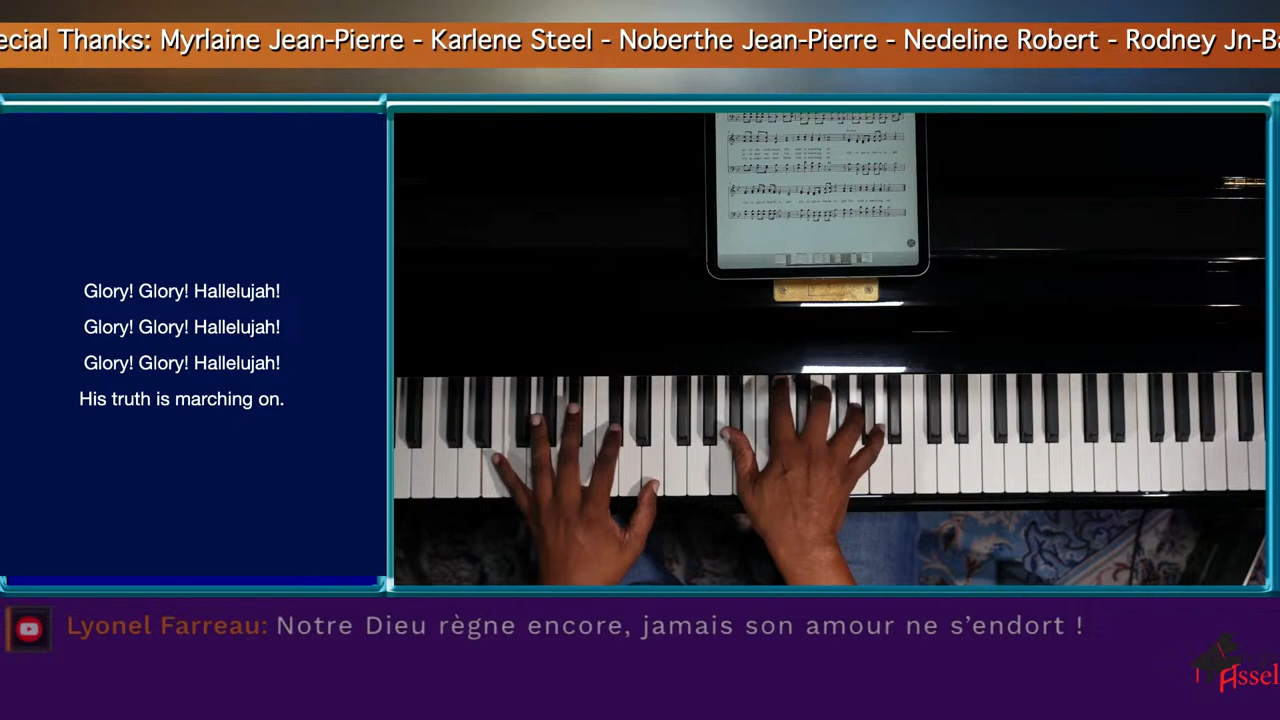 ecial Thanks: Myrlaine Jean-Pierre - Karlene Steel - Noberthe Jean-Pierre - Nedeline Robert - Rodney Jn-Ba
Glory! Glory! Hallelujah!
Glory! Glory! Hallelujah!
Glory! Glory! Hallelujah!
His truth is marching on.
Lyonel Farreau: Notre Dieu règne encore, jamais son amour ne s'endort !
Assel